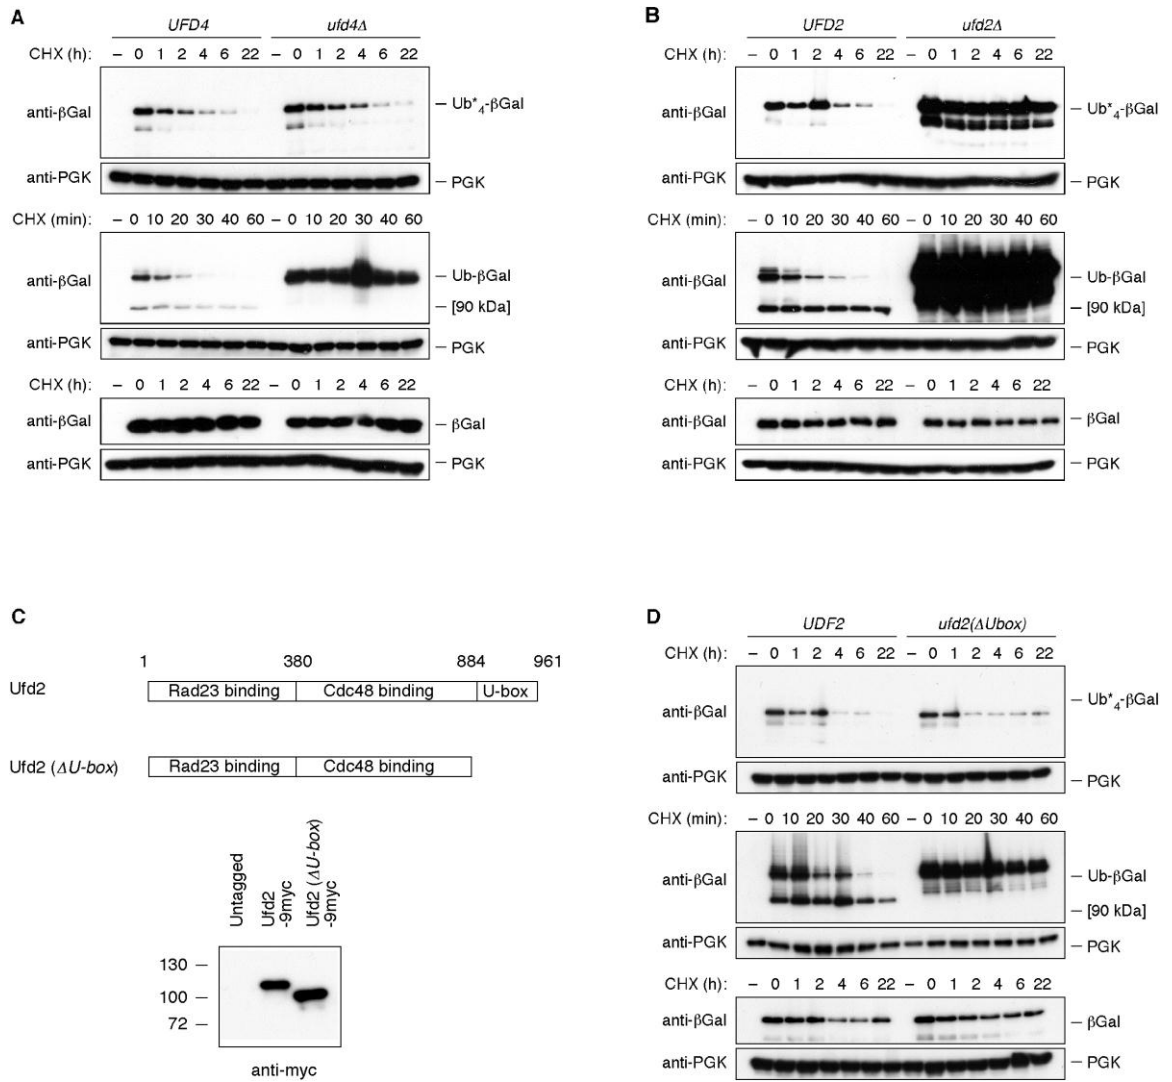 A
UFD4 ufd4Δ
CHX (h): – 0 1 2 4 6 22 – 0 1 2 4 6 22
anti-βGal
Ub*4-βGal
anti-PGK
PGK
CHX (min): – 0 10 20 30 40 60 – 0 10 20 30 40 60
anti-βGal
Ub-βGal
[90 kDa]
anti-PGK
PGK
CHX (h): – 0 1 2 4 6 22 – 0 1 2 4 6 22
anti-βGal
βGal
anti-PGK
PGK
B
UFD2 ufd2Δ
CHX (h): – 0 1 2 4 6 22 – 0 1 2 4 6 22
anti-βGal
Ub*4-βGal
anti-PGK
PGK
CHX (min): – 0 10 20 30 40 60 – 0 10 20 30 40 60
anti-βGal
Ub-βGal
[90 kDa]
anti-PGK
PGK
CHX (h): – 0 1 2 4 6 22 – 0 1 2 4 6 22
anti-βGal
βGal
anti-PGK
PGK
C
1 380 884 961
Ufd2 Rad23 binding Cdc48 binding U-box
Ufd2 (ΔU-box) Rad23 binding Cdc48 binding
Untagged
Ufd2
-9myc
Ufd2 (ΔU-box)
-9myc
130 –
100 –
72 –
anti-myc
D
UDF2 ufd2(ΔUbox)
CHX (h): – 0 1 2 4 6 22 – 0 1 2 4 6 22
anti-βGal
Ub*4-βGal
anti-PGK
PGK
CHX (min): – 0 10 20 30 40 60 – 0 10 20 30 40 60
anti-βGal
Ub-βGal
[90 kDa]
anti-PGK
PGK
CHX (h): – 0 1 2 4 6 22 – 0 1 2 4 6 22
anti-βGal
βGal
anti-PGK
PGK